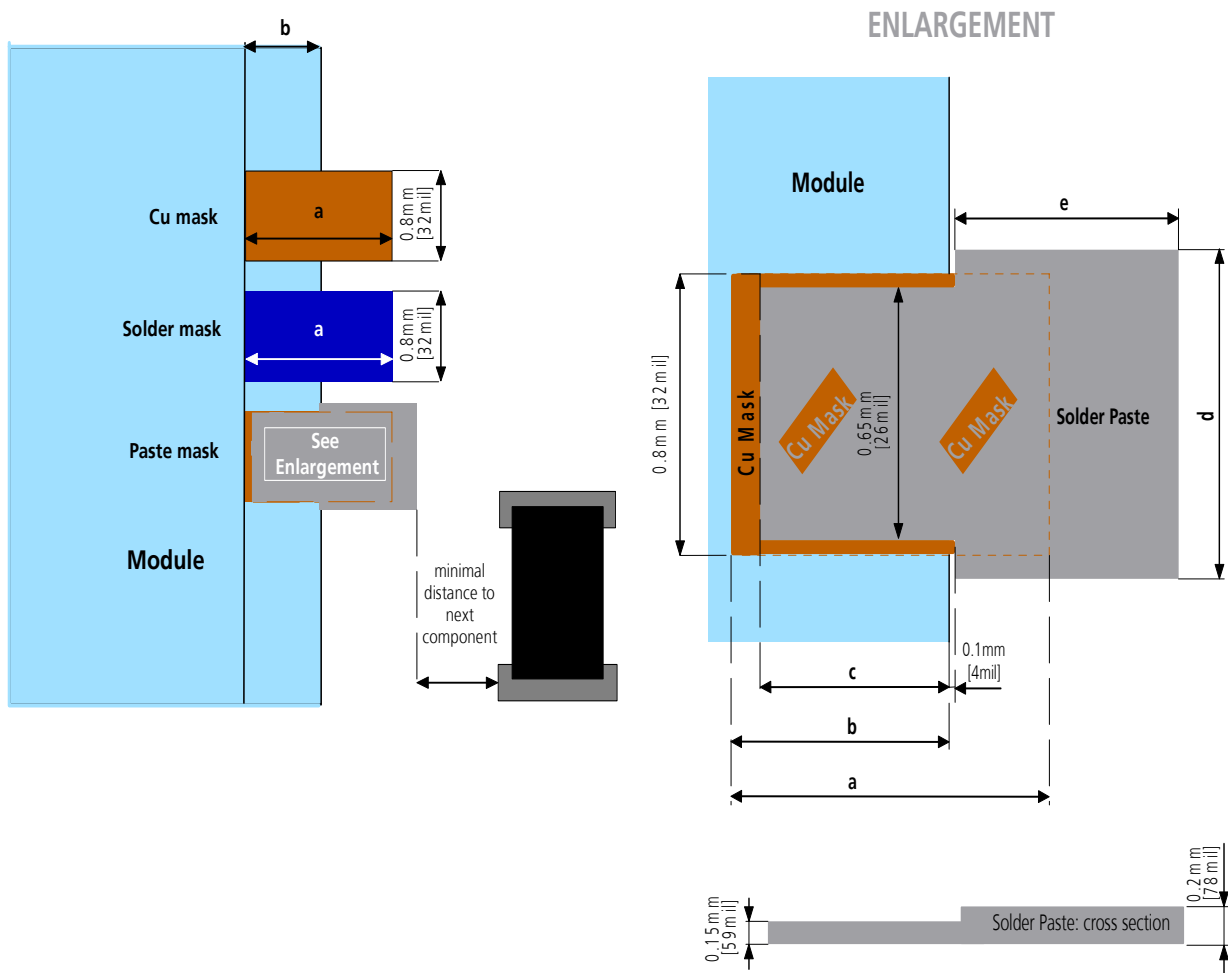 ENLARGEMENT
b
Cu mask
a
0.8mm
[32mil]
Solder mask
a
0.8mm
[32mil]
Paste mask
See
Enlargement
Module
minimal
distance to
next
component
Module
e
0.8mm [32mil]
Cu Mask
Cu Mask
0.65mm
[26mil]
Cu Mask
Solder Paste
d
0.1mm
[4mil]
c
b
a
0.15mm
[59mil]
Solder Paste: cross section
0.2mm
[78mil]